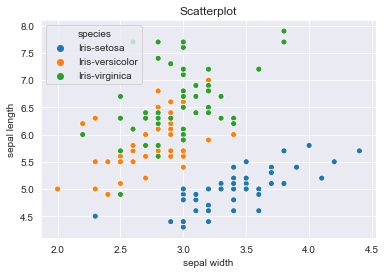 Scatterplot
species
Iris-setosa
Iris-versicolor
Iris-virginica
sepal length
8.0
7.5
7.0
6.5
6.0
5.5
5.0
4.5
2.0 2.5 3.0 3.5 4.0 4.5
sepal width